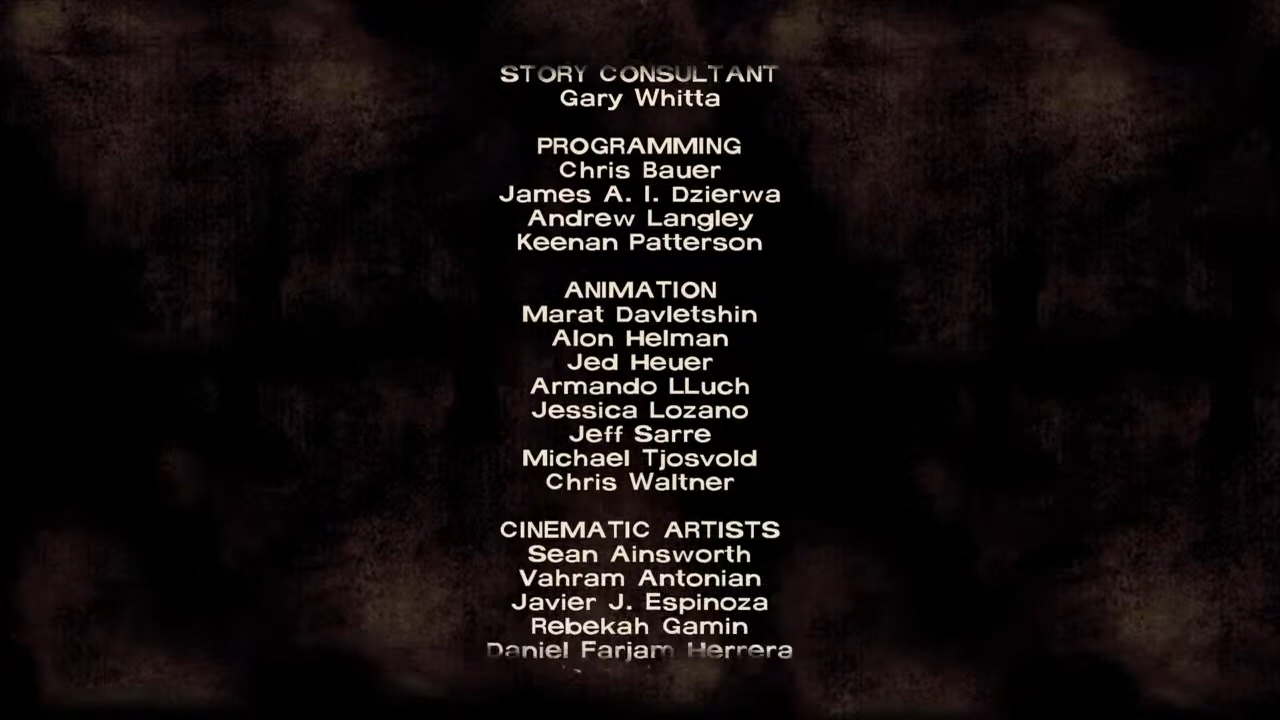 STORY CONSULTANT
Gary Whitta
PROGRAMMING
Chris Bauer
James A. I. Dzierwa
Andrew Langley
Keenan Patterson
ANIMATION
Marat Davletshin
Alon Helman
Jed Heuer
Armando LLuch
Jessica Lozano
Jeff Sarre
Michael Tjosvold
Chris Waltner
CINEMATIC ARTISTS
Sean Ainsworth
Vahram Antonian
Javier J. Espinoza
Rebekah Gamin
Daniel Farjam Herrera